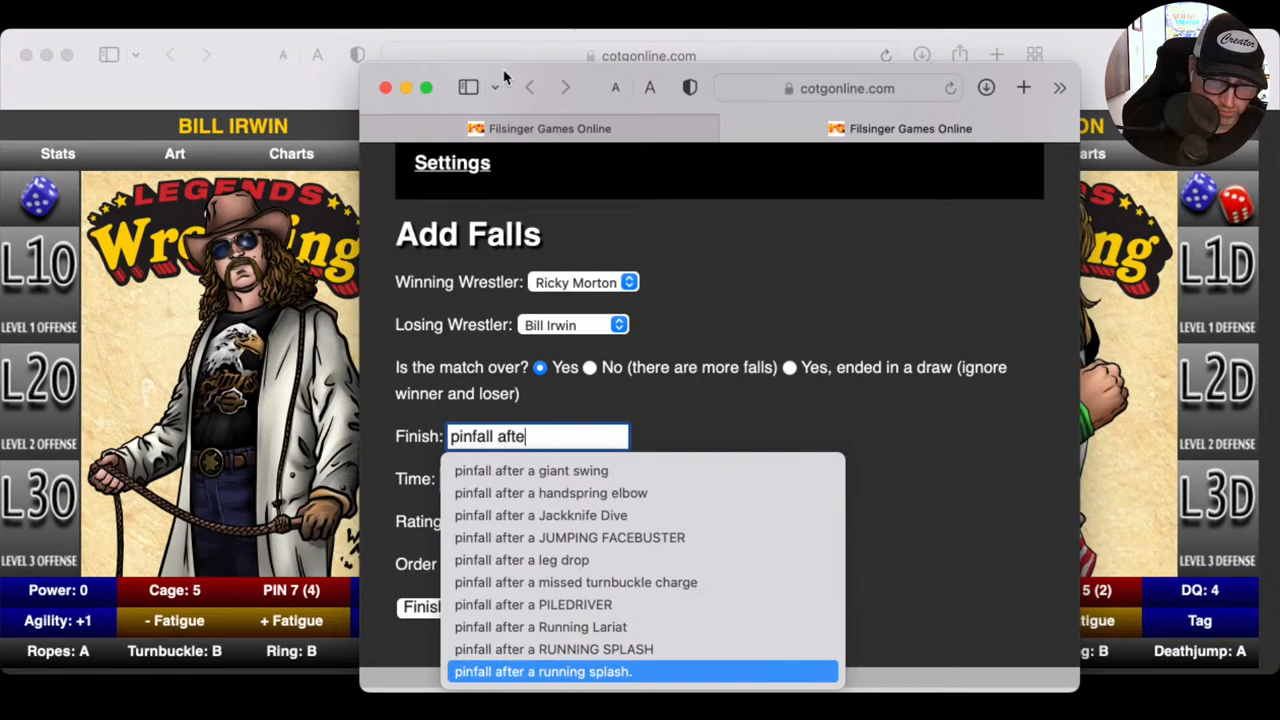 Creator
cotgonline.com
A A
A A
cotgonline.com
BILL IRWIN
ON
Filsinger Games Online
Filsinger Games Online
Stats Art Charts
arts
Settings
LEGENDS
Wrestling
Add Falls
Winning Wrestler: Ricky Morton
Losing Wrestler: Bill Irwin
Is the match over? Yes No (there are more falls) Yes, ended in a draw (ignore
winner and loser)
Finish: pinfall afte
pinfall after a giant swing
pinfall after a handspring elbow
pinfall after a Jackknife Dive
pinfall after a JUMPING FACEBUSTER
pinfall after a leg drop
pinfall after a missed turnbuckle charge
pinfall after a PILEDRIVER
pinfall after a Running Lariat
pinfall after a RUNNING SPLASH
pinfall after a running splash.
Time:
Rating
Order
Finish
L10
LEVEL 1 OFFENSE
L20
LEVEL 2 OFFENSE
L30
LEVEL 3 OFFENSE
L1D
LEVEL 1 DEFENSE
L2D
LEVEL 2 DEFENSE
L3D
LEVEL 3 DEFENSE
Power: 0 Cage: 5 PIN 7 (4)
Agility: +1 - Fatigue + Fatigue
Ropes: A Turnbuckle: B Ring: B
5 (2) DQ: 4
gue Tag
B Deathjump: A